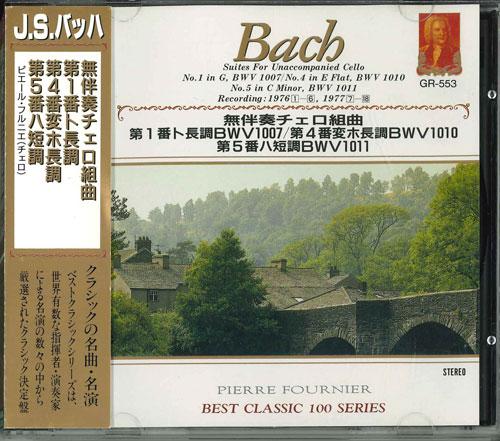 J.S.バッハ
無伴奏チェロ組曲
第1番ト長調
第4番変ホ長調
第5番ハ短調
ピエール・フルニエ(チェロ)
クラシックの名曲・名演
ベストクラシック・シリーズは、
世界有数な指揮者・演奏家
による名演の数々の中から
厳選されたクラシック決定盤
Bach
Suites For Unaccompanied Cello
No.1 in G, BWV 1007/No.4 in E Flat, BWV 1010
No.5 in C Minor, BWV 1011
Recording: 1976 1-6, 1977 7-18
GR-553
無伴奏チェロ組曲
第1番ト長調BWV1007/第4番変ホ長調BWV1010
第5番ハ短調BWV1011
STEREO
PIERRE FOURNIER
BEST CLASSIC 100 SERIES